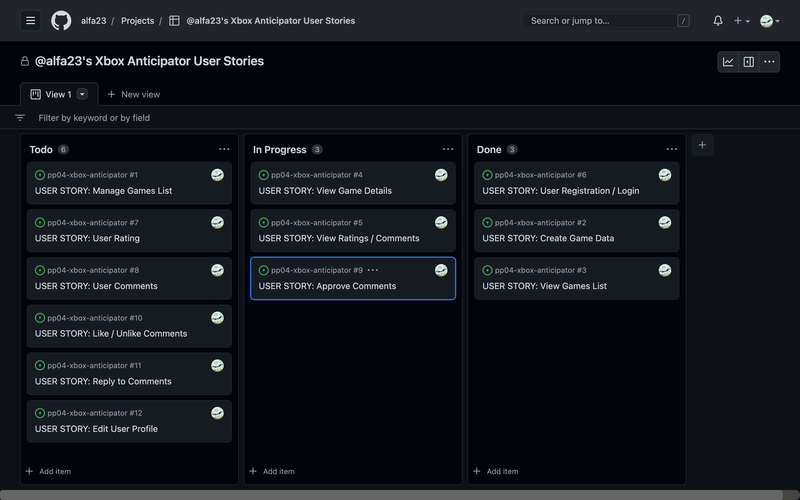 alfa23 / Projects / @alfa23's Xbox Anticipator User Stories
Search or jump to... /
@alfa23's Xbox Anticipator User Stories
View 1
New view
Filter by keyword or by field
Todo 6
pp04-xbox-anticipator #1
USER STORY: Manage Games List
pp04-xbox-anticipator #7
USER STORY: User Rating
pp04-xbox-anticipator #8
USER STORY: User Comments
pp04-xbox-anticipator #10
USER STORY: Like / Unlike Comments
pp04-xbox-anticipator #11
USER STORY: Reply to Comments
pp04-xbox-anticipator #12
USER STORY: Edit User Profile
Add item
In Progress 3
pp04-xbox-anticipator #4
USER STORY: View Game Details
pp04-xbox-anticipator #5
USER STORY: View Ratings / Comments
pp04-xbox-anticipator #9
USER STORY: Approve Comments
Add item
Done 3
pp04-xbox-anticipator #6
USER STORY: User Registration / Login
pp04-xbox-anticipator #2
USER STORY: Create Game Data
pp04-xbox-anticipator #3
USER STORY: View Games List
Add item